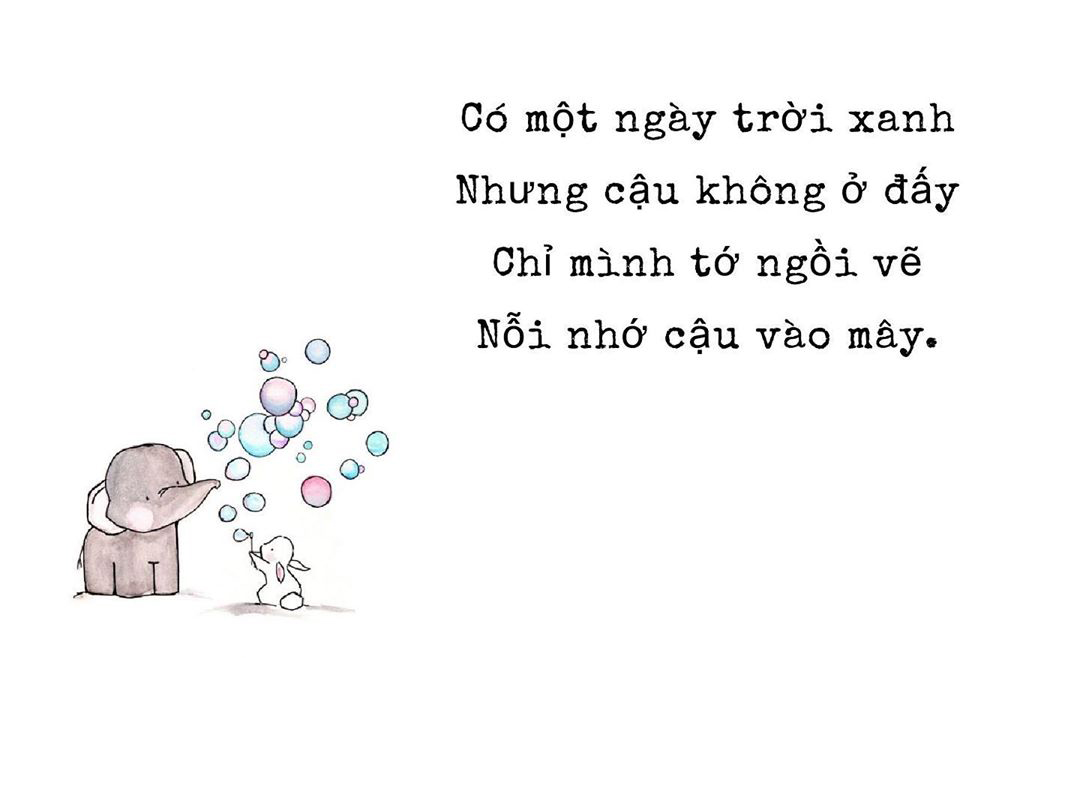 Có một ngày trời xanh
Nhưng cậu không ở đấy
Chỉ mình tớ ngồi vẽ
Nỗi nhớ cậu vào mây.